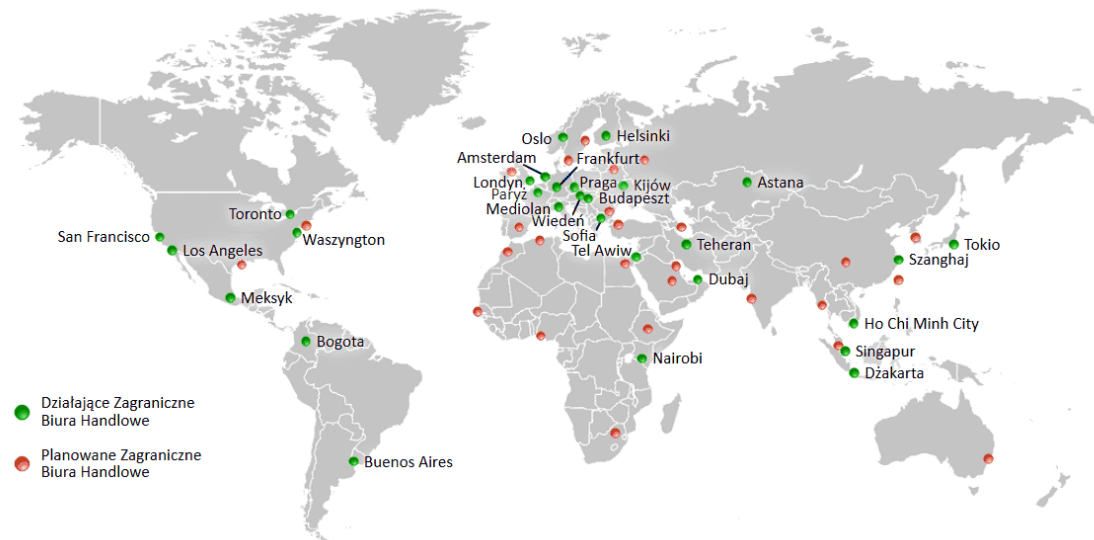 Oslo
Helsinki
Amsterdam
Frankfurt
Londyn
Praga
Kijów
Astana
Paryż
Budapeszt
Mediolan
Wiedeń
Toronto
Sofia
San Francisco
Waszyngton
Los Angeles
Tel Awiw
Teheran
Tokio
Szanghaj
Dubaj
Meksyk
Ho Chi Minh City
Bogota
Nairobi
Singapur
Dżakarta
Działające Zagraniczne
Biura Handlowe
Planowane Zagraniczne
Biura Handlowe
Buenos Aires